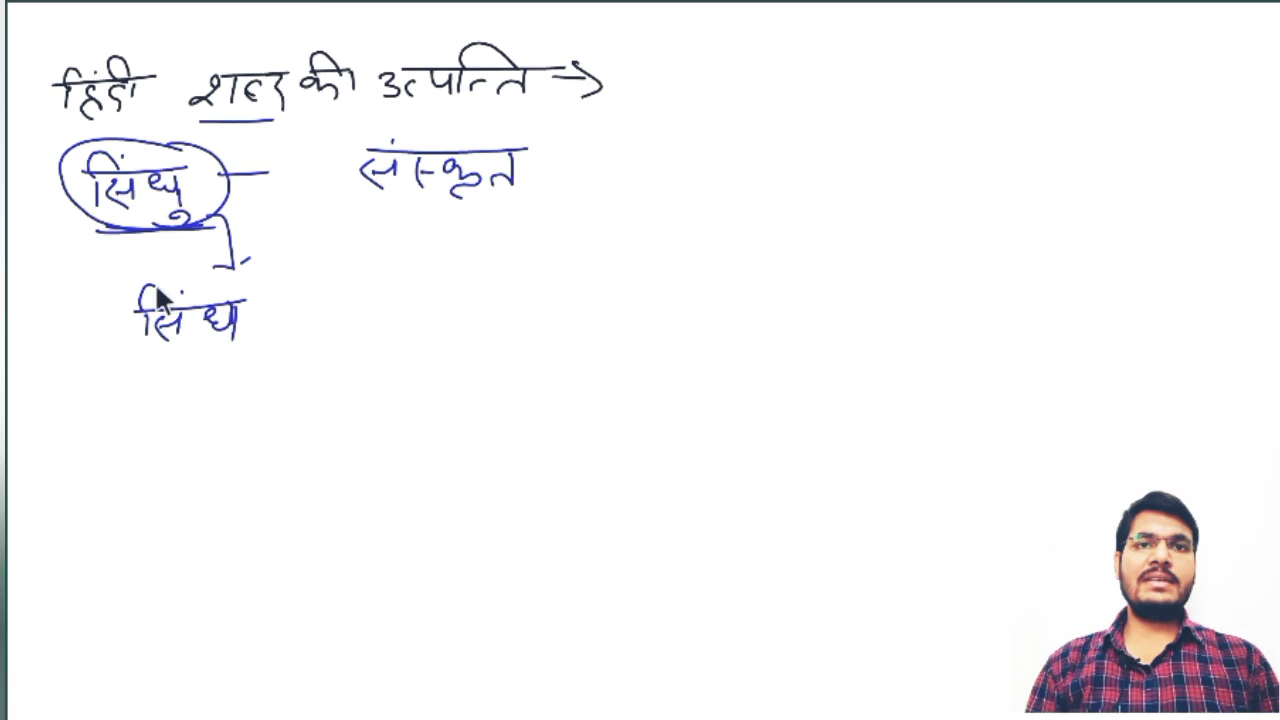 हिंदी शब्द की उत्पत्ति →
सिंधु — संस्कृत
सिंध